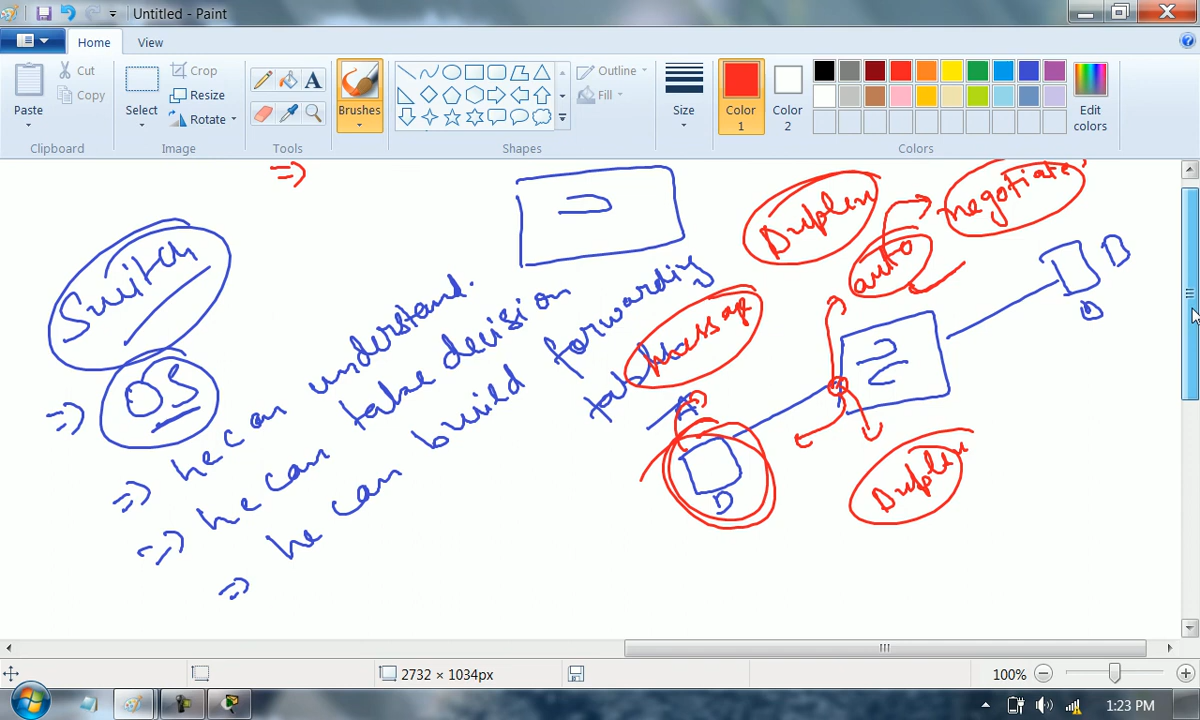 Untitled - Paint
Home
View
Paste
Cut
Copy
Clipboard
Select
Crop
Resize
Rotate
Image
Tools
Brushes
Outline
Fill
Shapes
Size
Color 1
Color 2
Edit colors
Colors
=>
Switch
=> OS
=> he can understand.
=> he can take decision
=> he can build forwarding
table
message
A
D
Duplex
auto
negotiate
B
D
Duplex
2732 × 1034px
100%
1:23 PM